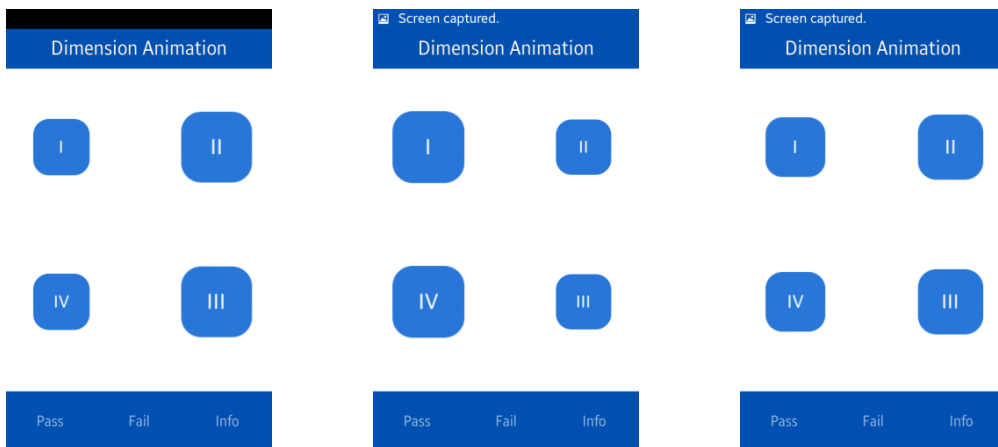 Dimension Animation
I II
IV III
Pass Fail Info
Screen captured.
Dimension Animation
I II
IV III
Pass Fail Info
Screen captured.
Dimension Animation
I II
IV III
Pass Fail Info